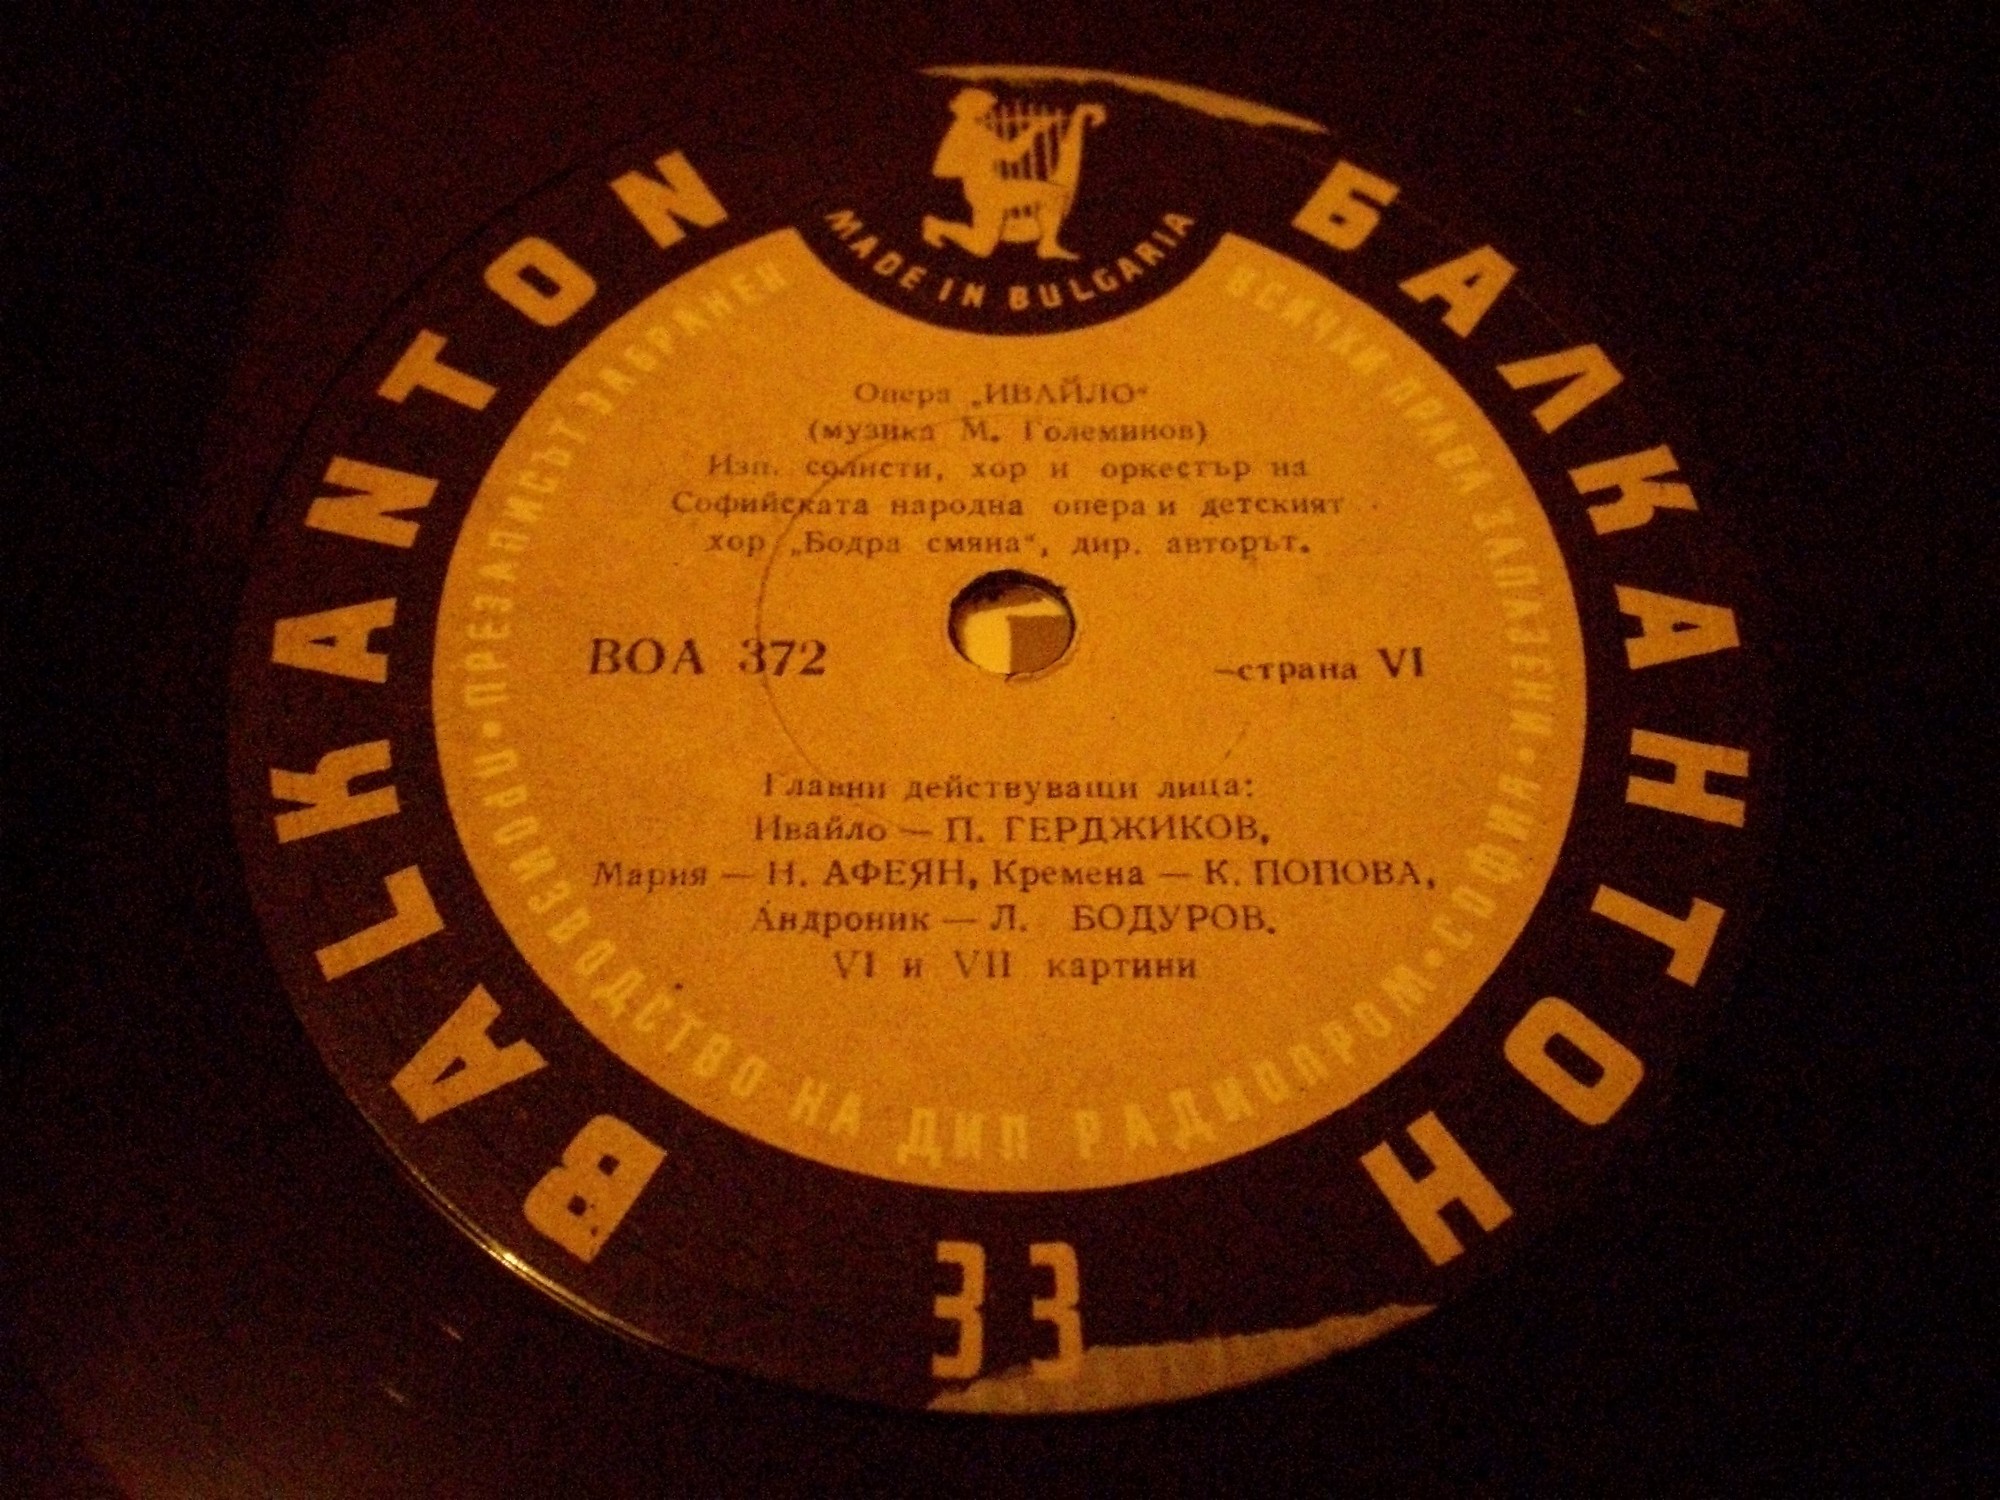 BALKANTON
БАЛКАНТОН
MADE IN BULGARIA
ВСИЧКИ ПРАВА ЗАПАЗЕНИ • СОФИЯ •
ПРОИЗВОДСТВО НА ДИП РАДИОПРОМ •
ПРЕЗАПИСЪТ ЗАБРАНЕН
Опера „ИВАЙЛО“
(музика М. Големинов)
Изп. солисти, хор и оркестър на
Софийската народна опера и детският
хор „Бодра смяна“, дир. авторът.
ВОА 372
–страна VI
Главни действуващи лица:
Ивайло — П. ГЕРДЖИКОВ,
Мария — Н. АФЕЯН, Кремена — К. ПОПОВА,
Андроник — Л. БОДУРОВ.
VI и VII картини
33